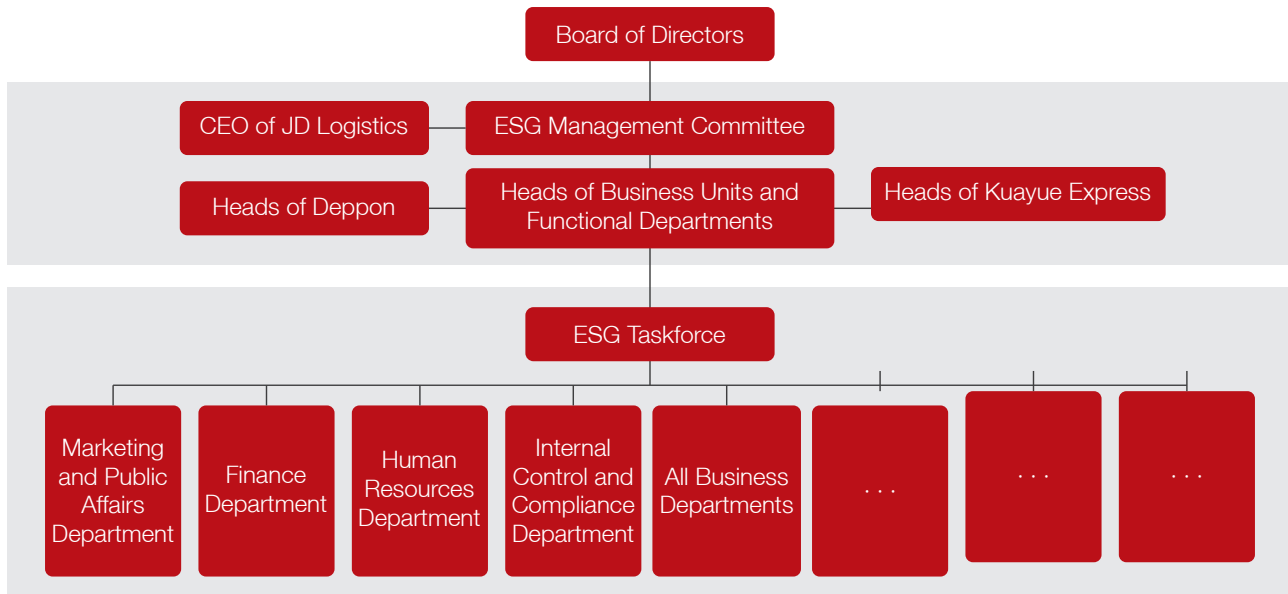 Board of Directors
CEO of JD Logistics
ESG Management Committee
Heads of Deppon
Heads of Business Units and
Functional Departments
Heads of Kuayue Express
ESG Taskforce
Marketing
and Public
Affairs
Department
Finance
Department
Human
Resources
Department
Internal
Control and
Compliance
Department
All Business
Departments
. . .
. . .
. . .